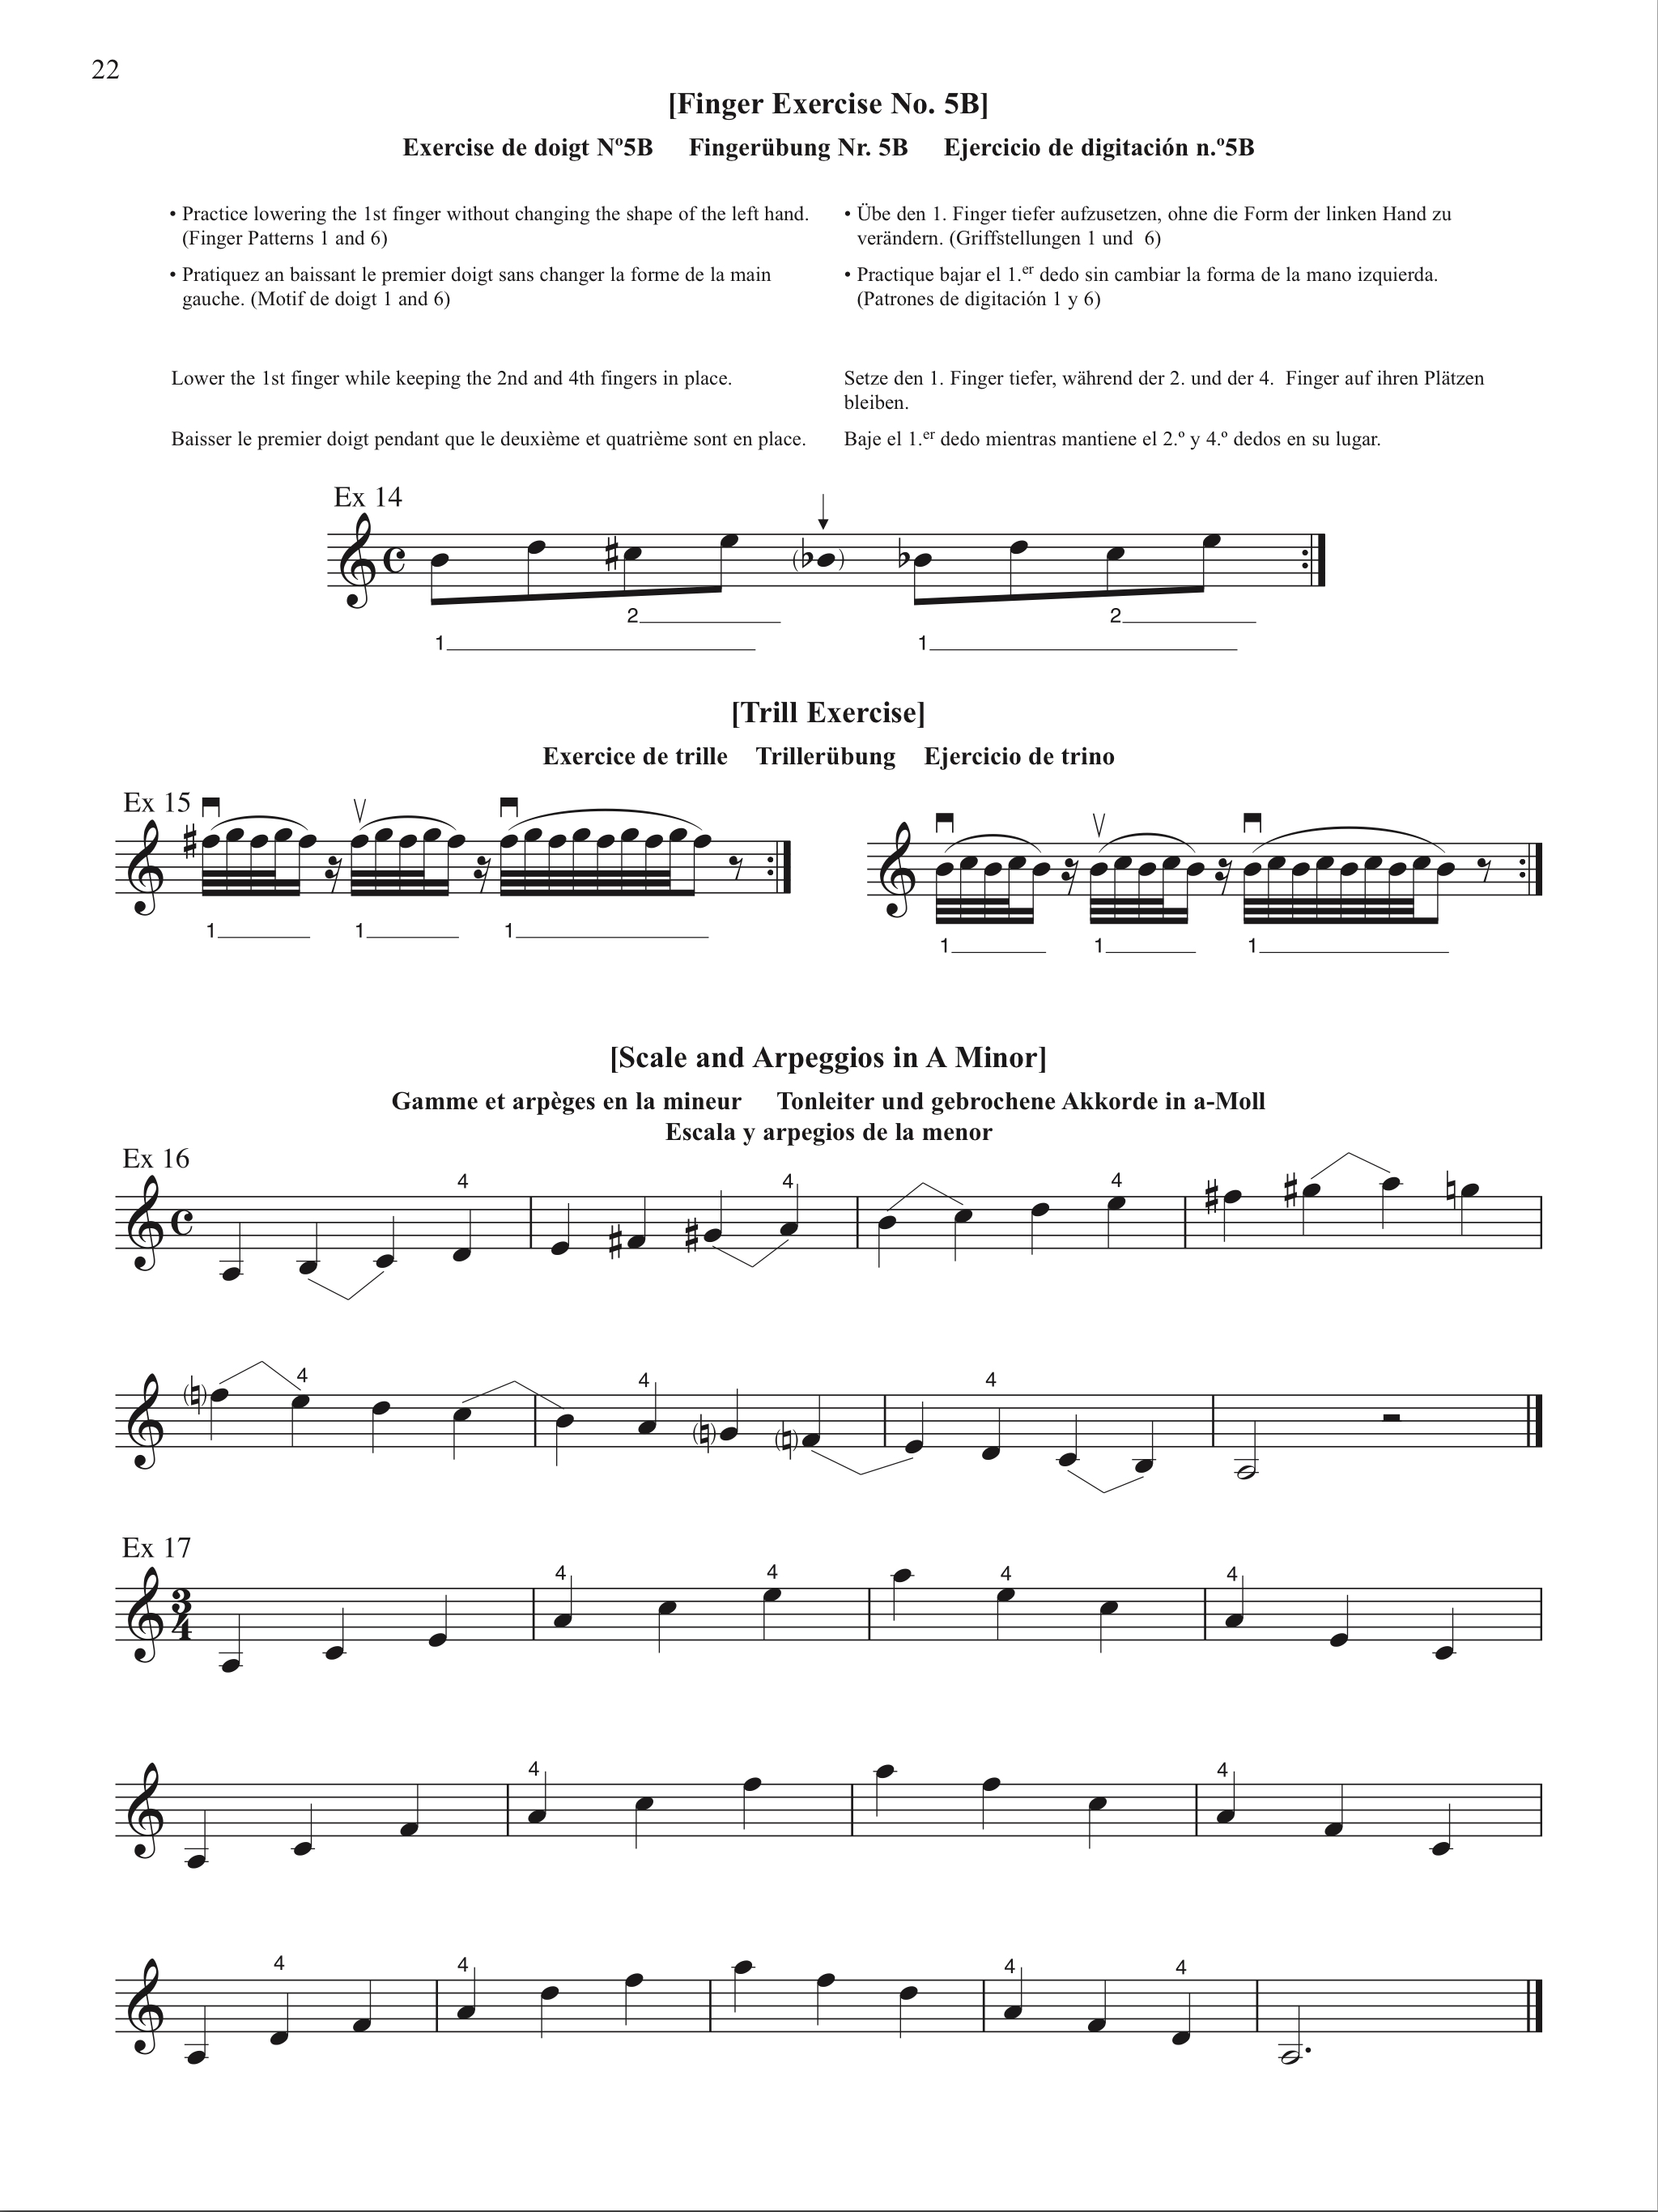 22
[Finger Exercise No. 5B]
Exercise de doigt Nº5B Fingerübung Nr. 5B Ejercicio de digitación n.º5B
• Practice lowering the 1st finger without changing the shape of the left hand.
(Finger Patterns 1 and 6)
• Pratiquez an baissant le premier doigt sans changer la forme de la main
gauche. (Motif de doigt 1 and 6)
• Übe den 1. Finger tiefer aufzusetzen, ohne die Form der linken Hand zu
verändern. (Griffstellungen 1 und 6)
• Practique bajar el 1.er dedo sin cambiar la forma de la mano izquierda.
(Patrones de digitación 1 y 6)
Lower the 1st finger while keeping the 2nd and 4th fingers in place.
Baisser le premier doigt pendant que le deuxième et quatrième sont en place.
Setze den 1. Finger tiefer, während der 2. und der 4. Finger auf ihren Plätzen
bleiben.
Baje el 1.er dedo mientras mantiene el 2.º y 4.º dedos en su lugar.
Ex 14
2 2
1 1
[Trill Exercise]
Exercice de trille Trillerübung Ejercicio de trino
Ex 15
1 1 1
1 1 1
[Scale and Arpeggios in A Minor]
Gamme et arpèges en la mineur Tonleiter und gebrochene Akkorde in a-Moll
Escala y arpegios de la menor
Ex 16
4 4 4
4 4 4
Ex 17
3
4
4 4 4 4
4 4
4 4 4 4